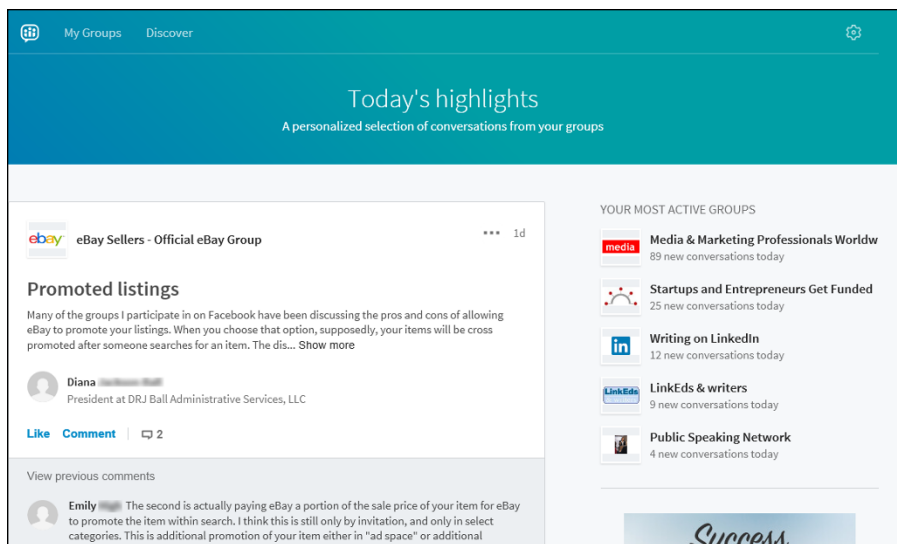 My Groups Discover
Today's highlights
A personalized selection of conversations from your groups
ebay
eBay Sellers - Official eBay Group
1d
Promoted listings
Many of the groups I participate in on Facebook have been discussing the pros and cons of allowing
eBay to promote your listings. When you choose that option, supposedly, your items will be cross
promoted after someone searches for an item. The dis... Show more
Diana
President at DRJ Ball Administrative Services, LLC
Like Comment 2
View previous comments
Emily The second is actually paying eBay a portion of the sale price of your item for eBay
to promote the item within search. I think this is still only by invitation, and only in select
categories. This is additional promotion of your item either in "ad space" or additional
YOUR MOST ACTIVE GROUPS
media
Media & Marketing Professionals Worldw
89 new conversations today
Startups and Entrepreneurs Get Funded
25 new conversations today
in
Writing on LinkedIn
12 new conversations today
LinkEds
LinkEds & writers
9 new conversations today
Public Speaking Network
4 new conversations today
Success